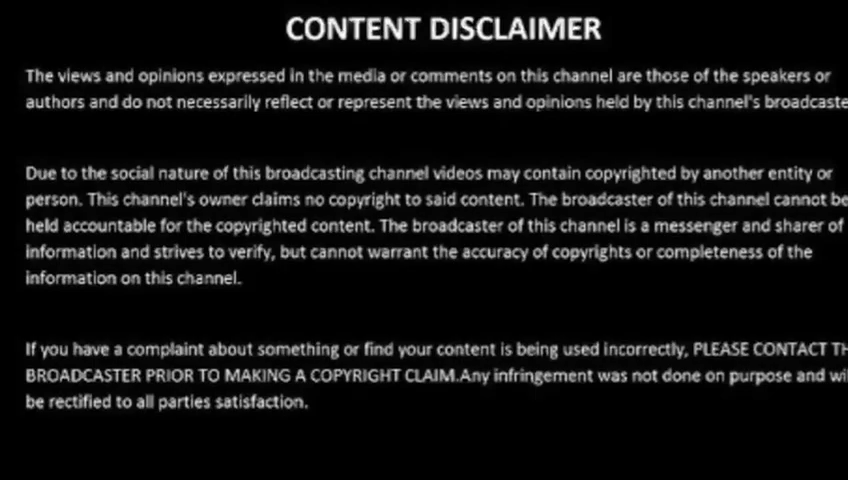 CONTENT DISCLAIMER
The views and opinions expressed in the media or comments on this channel are those of the speakers or
authors and do not necessarily reflect or represent the views and opinions held by this channel's broadcaste
Due to the social nature of this broadcasting channel videos may contain copyrighted by another entity or
person. This channel's owner claims no copyright to said content. The broadcaster of this channel cannot be
held accountable for the copyrighted content. The broadcaster of this channel is a messenger and sharer of
information and strives to verify, but cannot warrant the accuracy of copyrights or completeness of the
information on this channel.
If you have a complaint about something or find your content is being used incorrectly, PLEASE CONTACT TH
BROADCASTER PRIOR TO MAKING A COPYRIGHT CLAIM.Any infringement was not done on purpose and wil
be rectified to all parties satisfaction.